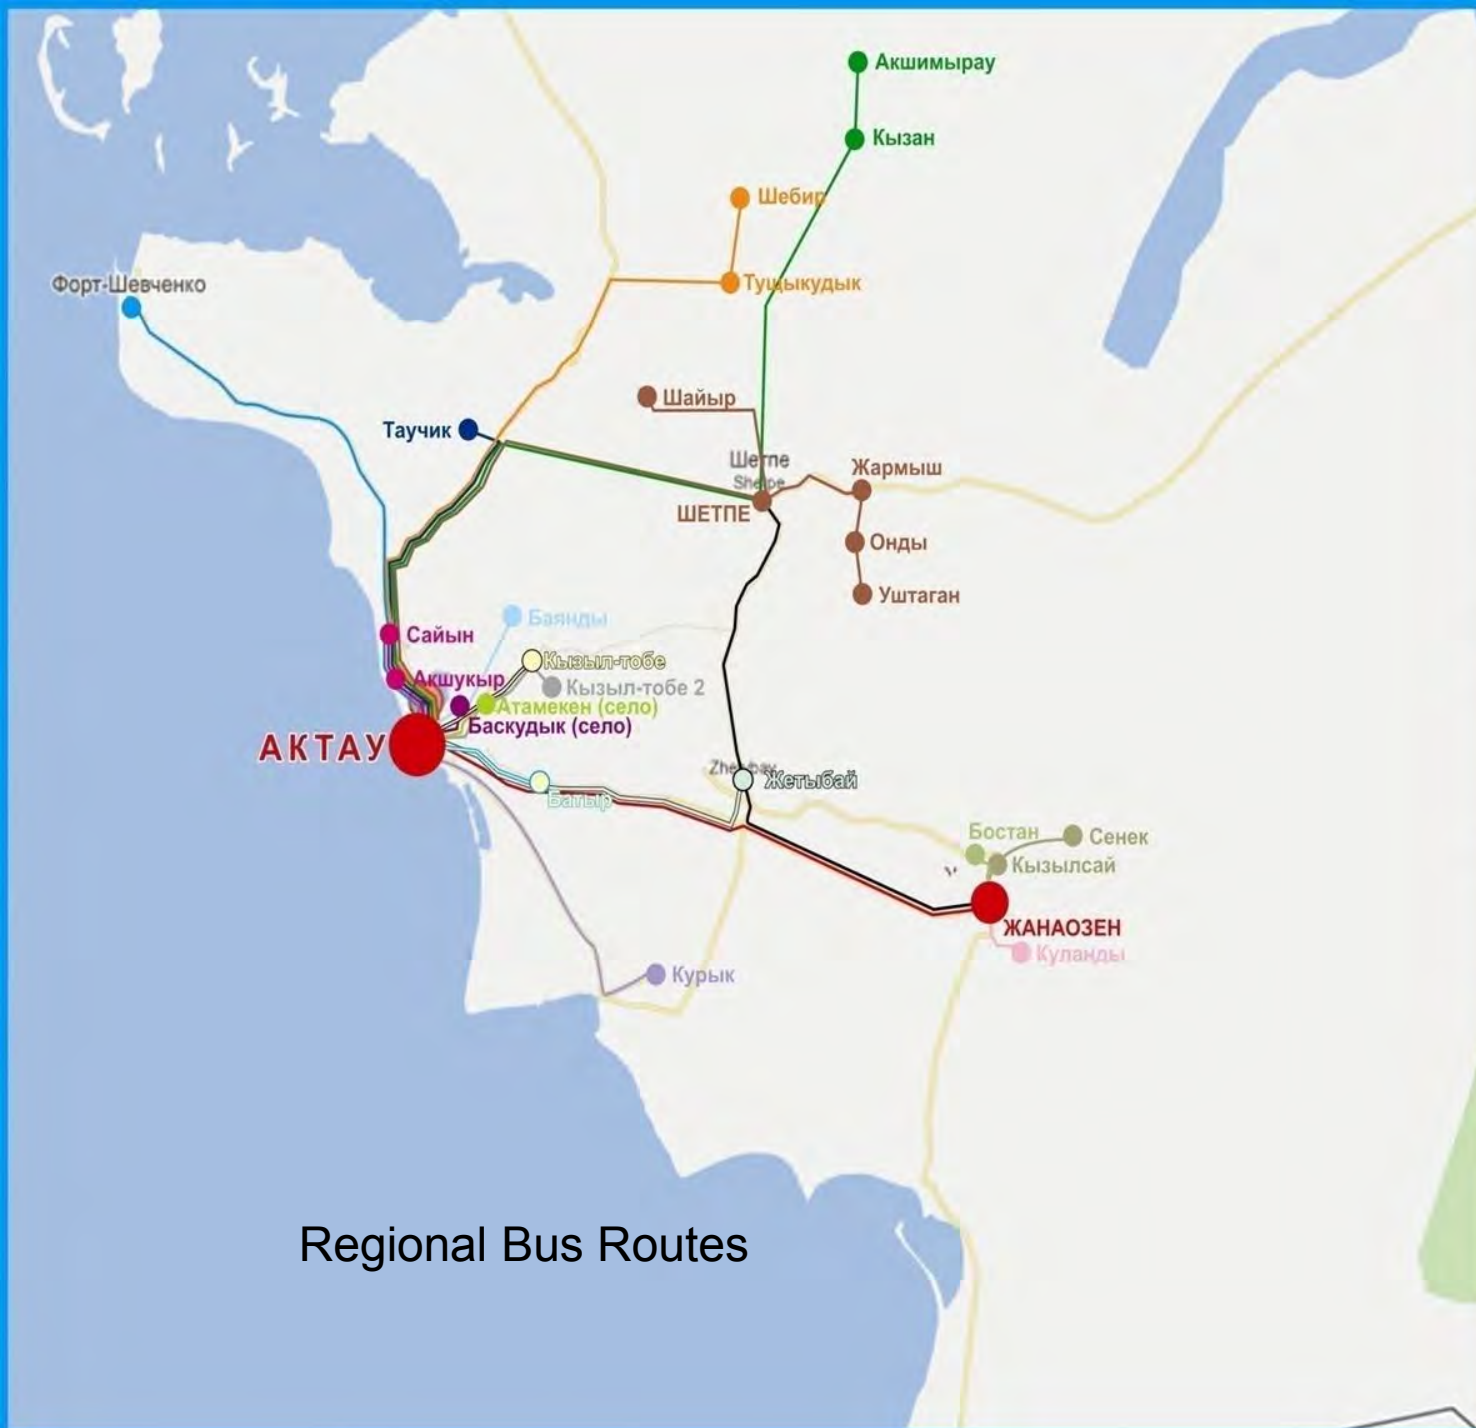 Акшимырау
Кызан
Шебир
Тущыкудык
Форт-Шевченко
Шайыр
Таучик
Шетпе
Shetpe
Жармыш
ШЕТПЕ
Онды
Уштаган
Баянды
Сайын
Кызыл-тобе
Акшукыр
Кызыл-тобе 2
Атамекен (село)
Баскудык (село)
АКТАУ
Жетыбай
Батыр
Бостан
Сенек
Кызылсай
ЖАНАОЗЕН
Куланды
Курык
Regional Bus Routes